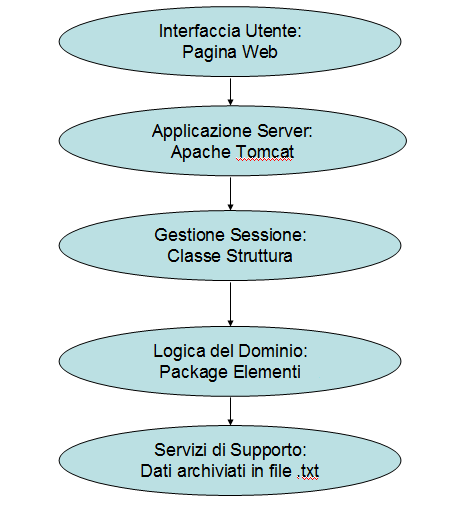 Interfaccia Utente:
Pagina Web
Applicazione Server:
Apache Tomcat
Gestione Sessione:
Classe Struttura
Logica del Dominio:
Package Elementi
Servizi di Supporto:
Dati archiviati in file .txt